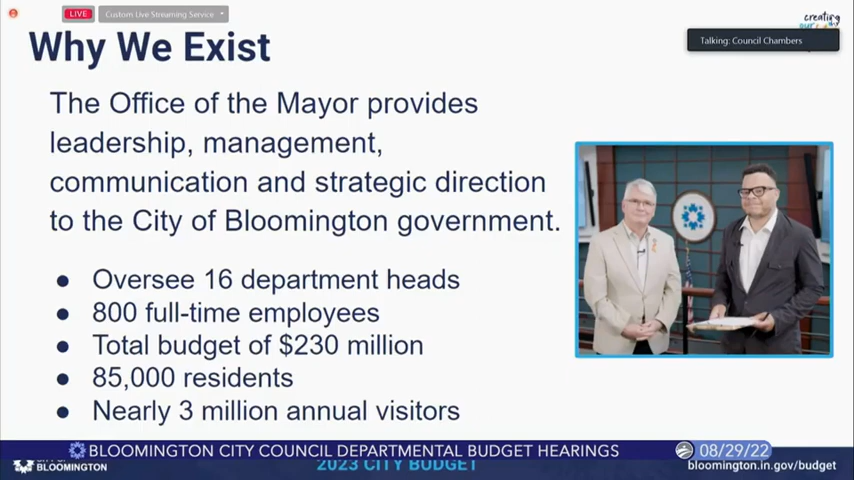 LIVE
Custom Live Streaming Service
creating
Talking: Council Chambers
Why We Exist
The Office of the Mayor provides
leadership, management,
communication and strategic direction
to the City of Bloomington government.
● Oversee 16 department heads
● 800 full-time employees
● Total budget of $230 million
● 85,000 residents
● Nearly 3 million annual visitors
BLOOMINGTON CITY COUNCIL DEPARTMENTAL BUDGET HEARINGS
08/29/22
BLOOMINGTON
2023 CITY BUDGET
bloomington.in.gov/budget